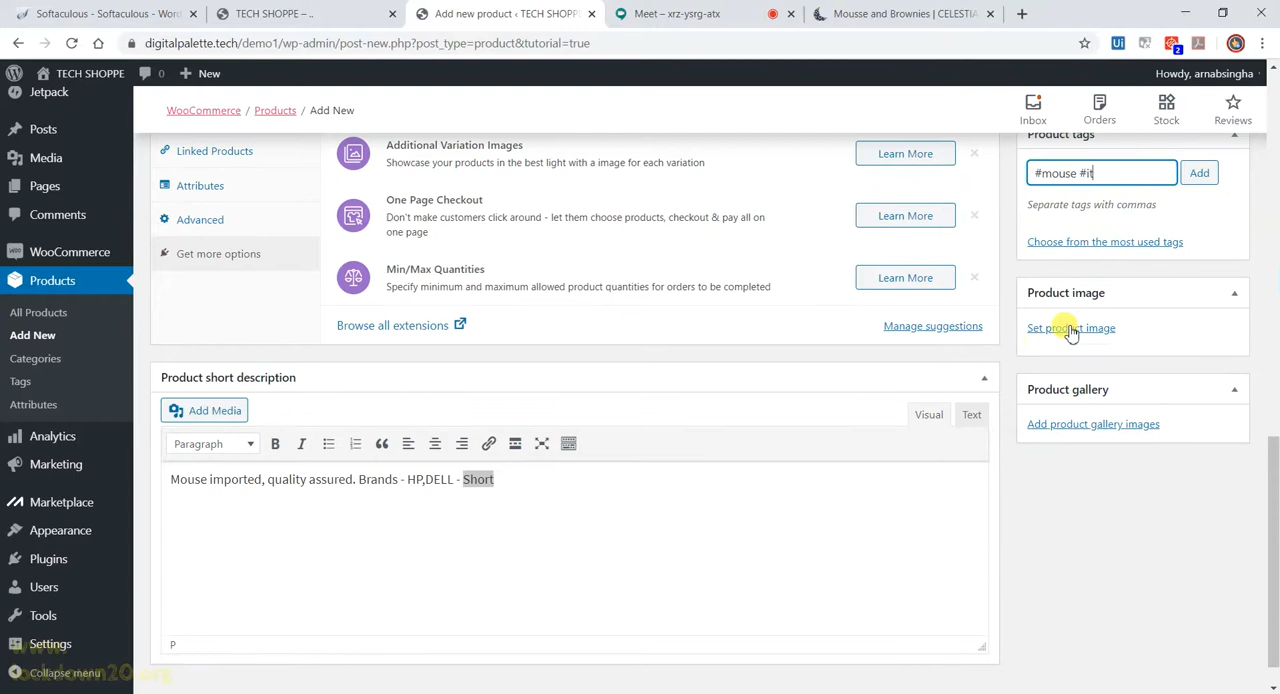 Softaculous - Softaculous - Wor
TECH SHOPPE – ..
Add new product ‹ TECH SHOPPE
Meet – xrz-ysrg-atx
Mousse and Brownies | CELESTIA
digitalpalette.tech/demo1/wp-admin/post-new.php?post_type=product&tutorial=true
2
TECH SHOPPE
0
New
Howdy, arnabsingha
Jetpack
Posts
Media
Pages
Comments
WooCommerce
Products
All Products
Add New
Categories
Tags
Attributes
Analytics
Marketing
Marketplace
Appearance
Plugins
Users
Tools
Settings
Collapse menu
WooCommerce / Products / Add New
Inbox
Orders
Stock
Reviews
Linked Products
Attributes
Advanced
Get more options
Additional Variation Images
Showcase your products in the best light with a image for each variation
Learn More
One Page Checkout
Don't make customers click around - let them choose products, checkout & pay all on
one page
Learn More
Min/Max Quantities
Specify minimum and maximum allowed product quantities for orders to be completed
Learn More
Browse all extensions
Manage suggestions
Product short description
Add Media
Visual
Text
Paragraph
Mouse imported, quality assured. Brands - HP,DELL - Short
P
Product tags
#mouse #it
Add
Separate tags with commas
Choose from the most used tags
Product image
Set product image
Product gallery
Add product gallery images